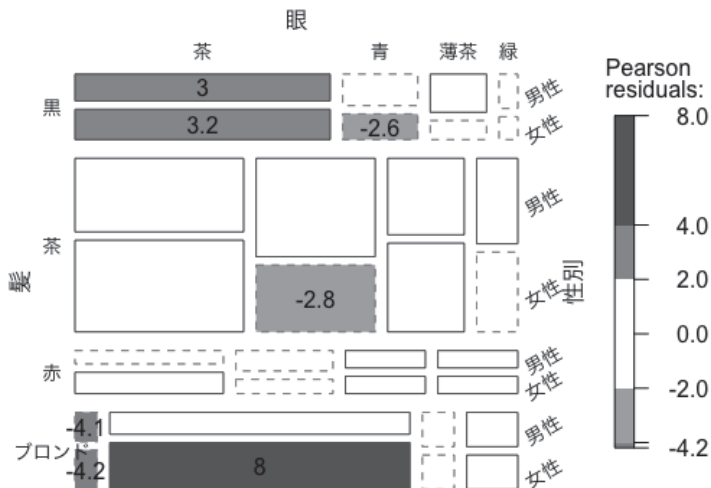 眼
茶 青 薄茶 緑
黒
3
男性
3.2
-2.6
女性
髪
茶
男性
-2.8
女性
性別
赤
男性
女性
ブロンド
-4.1
男性
-4.2
8
女性
Pearson
residuals:
8.0
4.0
2.0
0.0
-2.0
-4.2